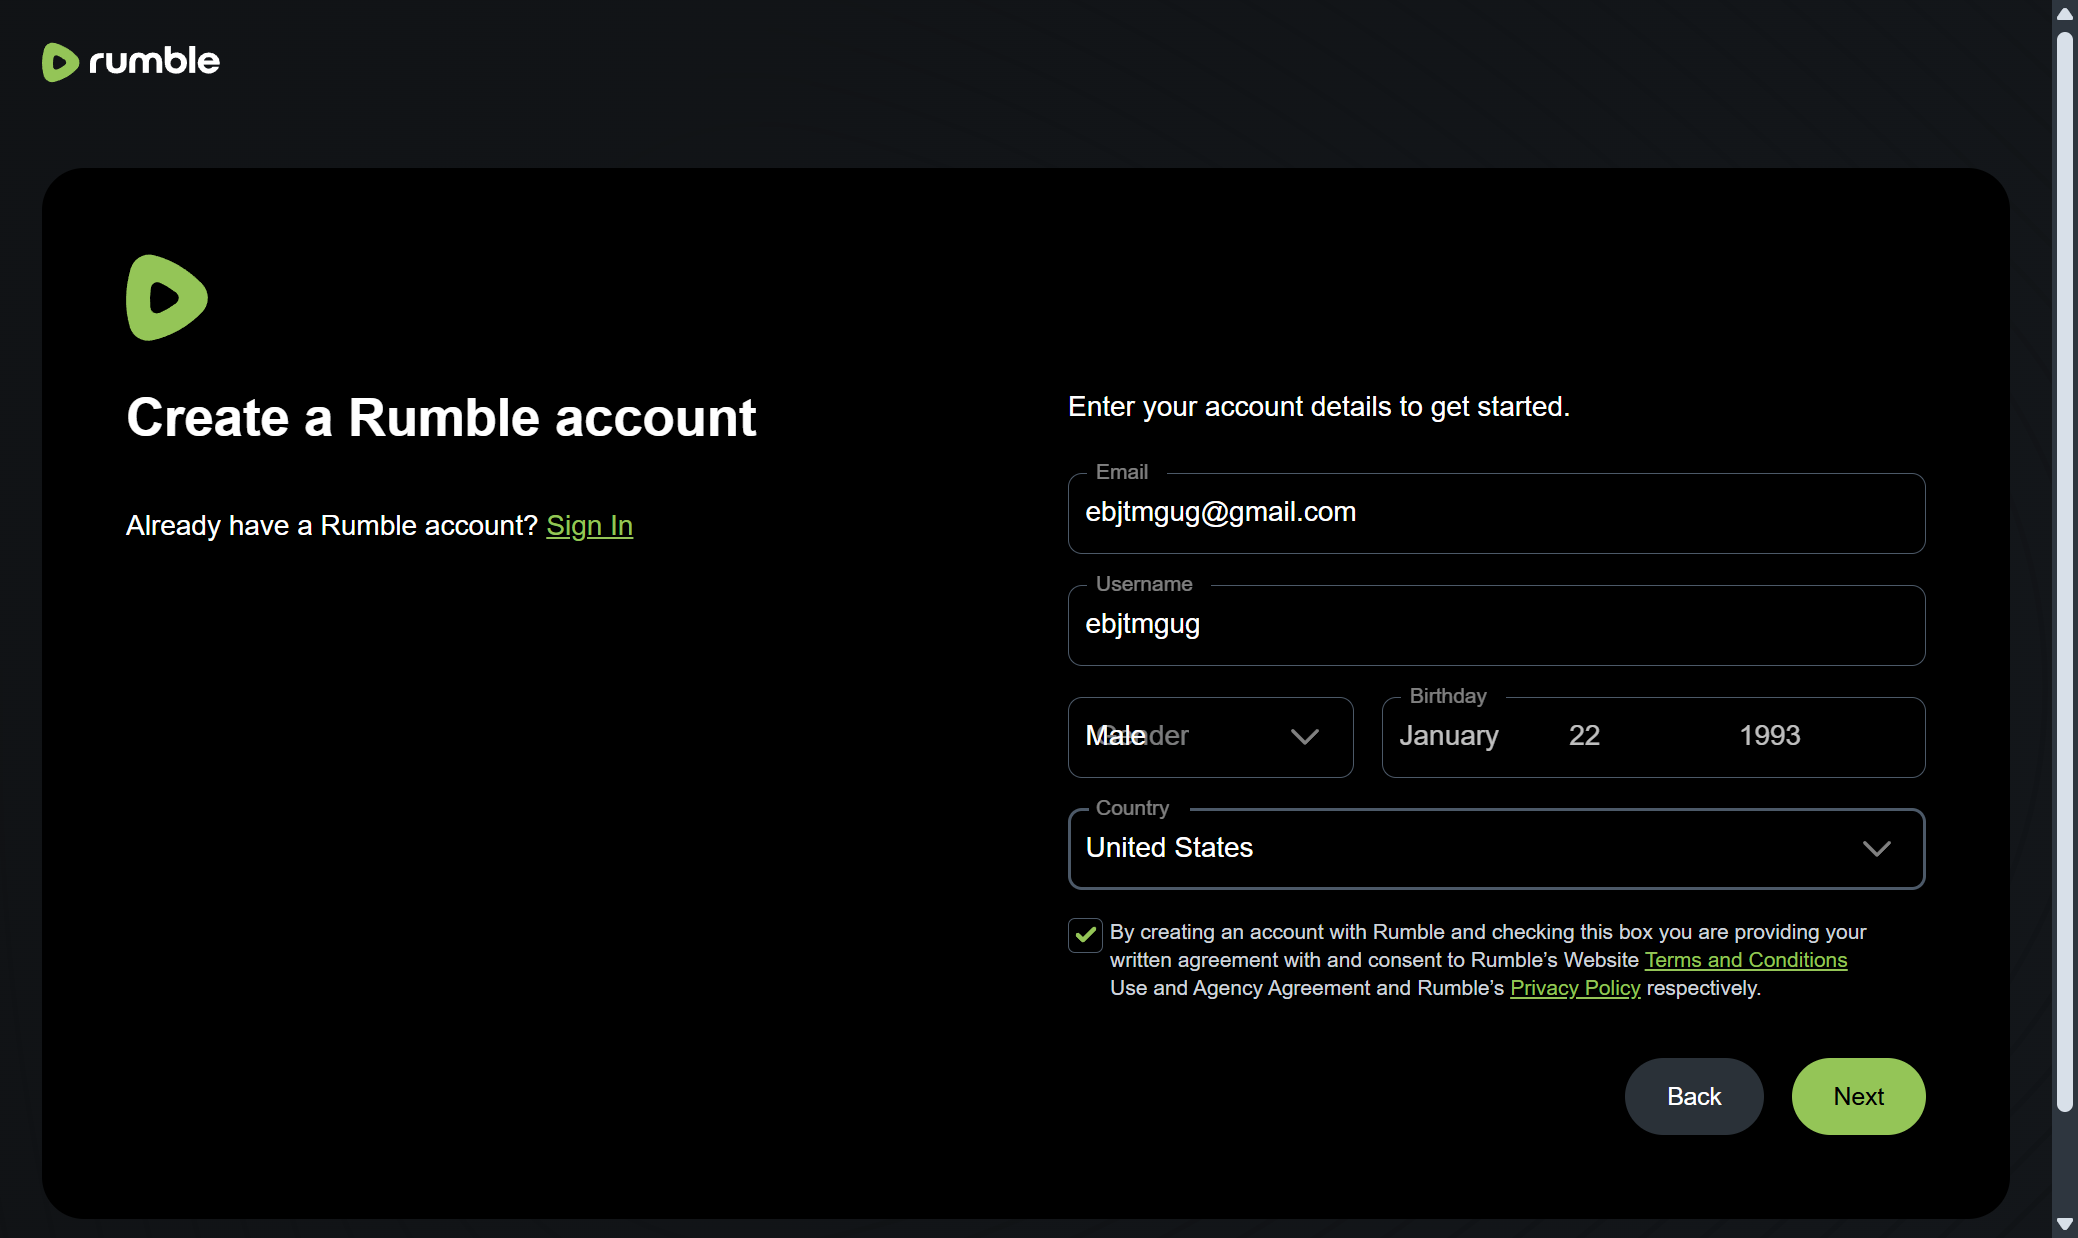 rumble
Create a Rumble account
Already have a Rumble account? Sign In
Enter your account details to get started.
Email
ebjtmgug@gmail.com
Username
ebjtmgug
Gender
Male
Birthday
January 22 1993
Country
United States
By creating an account with Rumble and checking this box you are providing your
written agreement with and consent to Rumble’s Website Terms and Conditions
Use and Agency Agreement and Rumble’s Privacy Policy respectively.
Back
Next